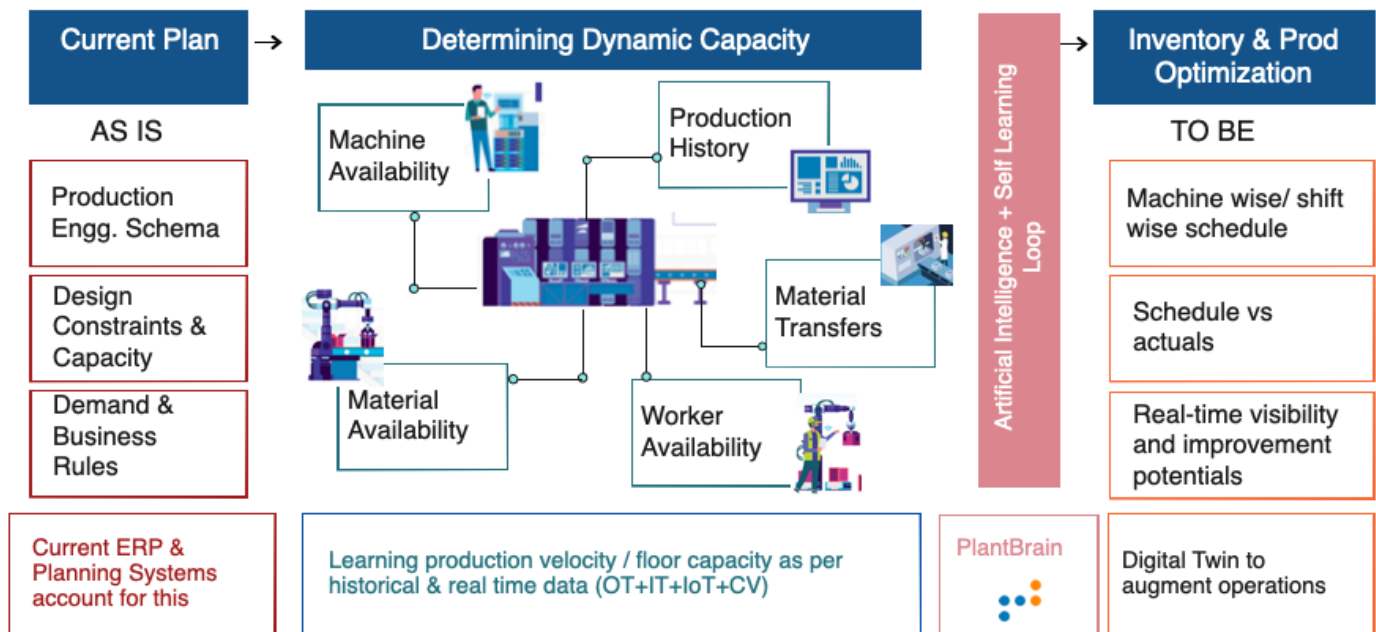 Current Plan
Determining Dynamic Capacity
Inventory & Prod
Optimization
AS IS
Production
Engg. Schema
Design
Constraints &
Capacity
Demand &
Business
Rules
Current ERP &
Planning Systems
account for this
Machine
Availability
Production
History
Material
Transfers
Material
Availability
Worker
Availability
Learning production velocity / floor capacity as per
historical & real time data (OT+IT+IoT+CV)
Artificial Intelligence + Self Learning
Loop
PlantBrain
TO BE
Machine wise/ shift
wise schedule
Schedule vs
actuals
Real-time visibility
and improvement
potentials
Digital Twin to
augment operations